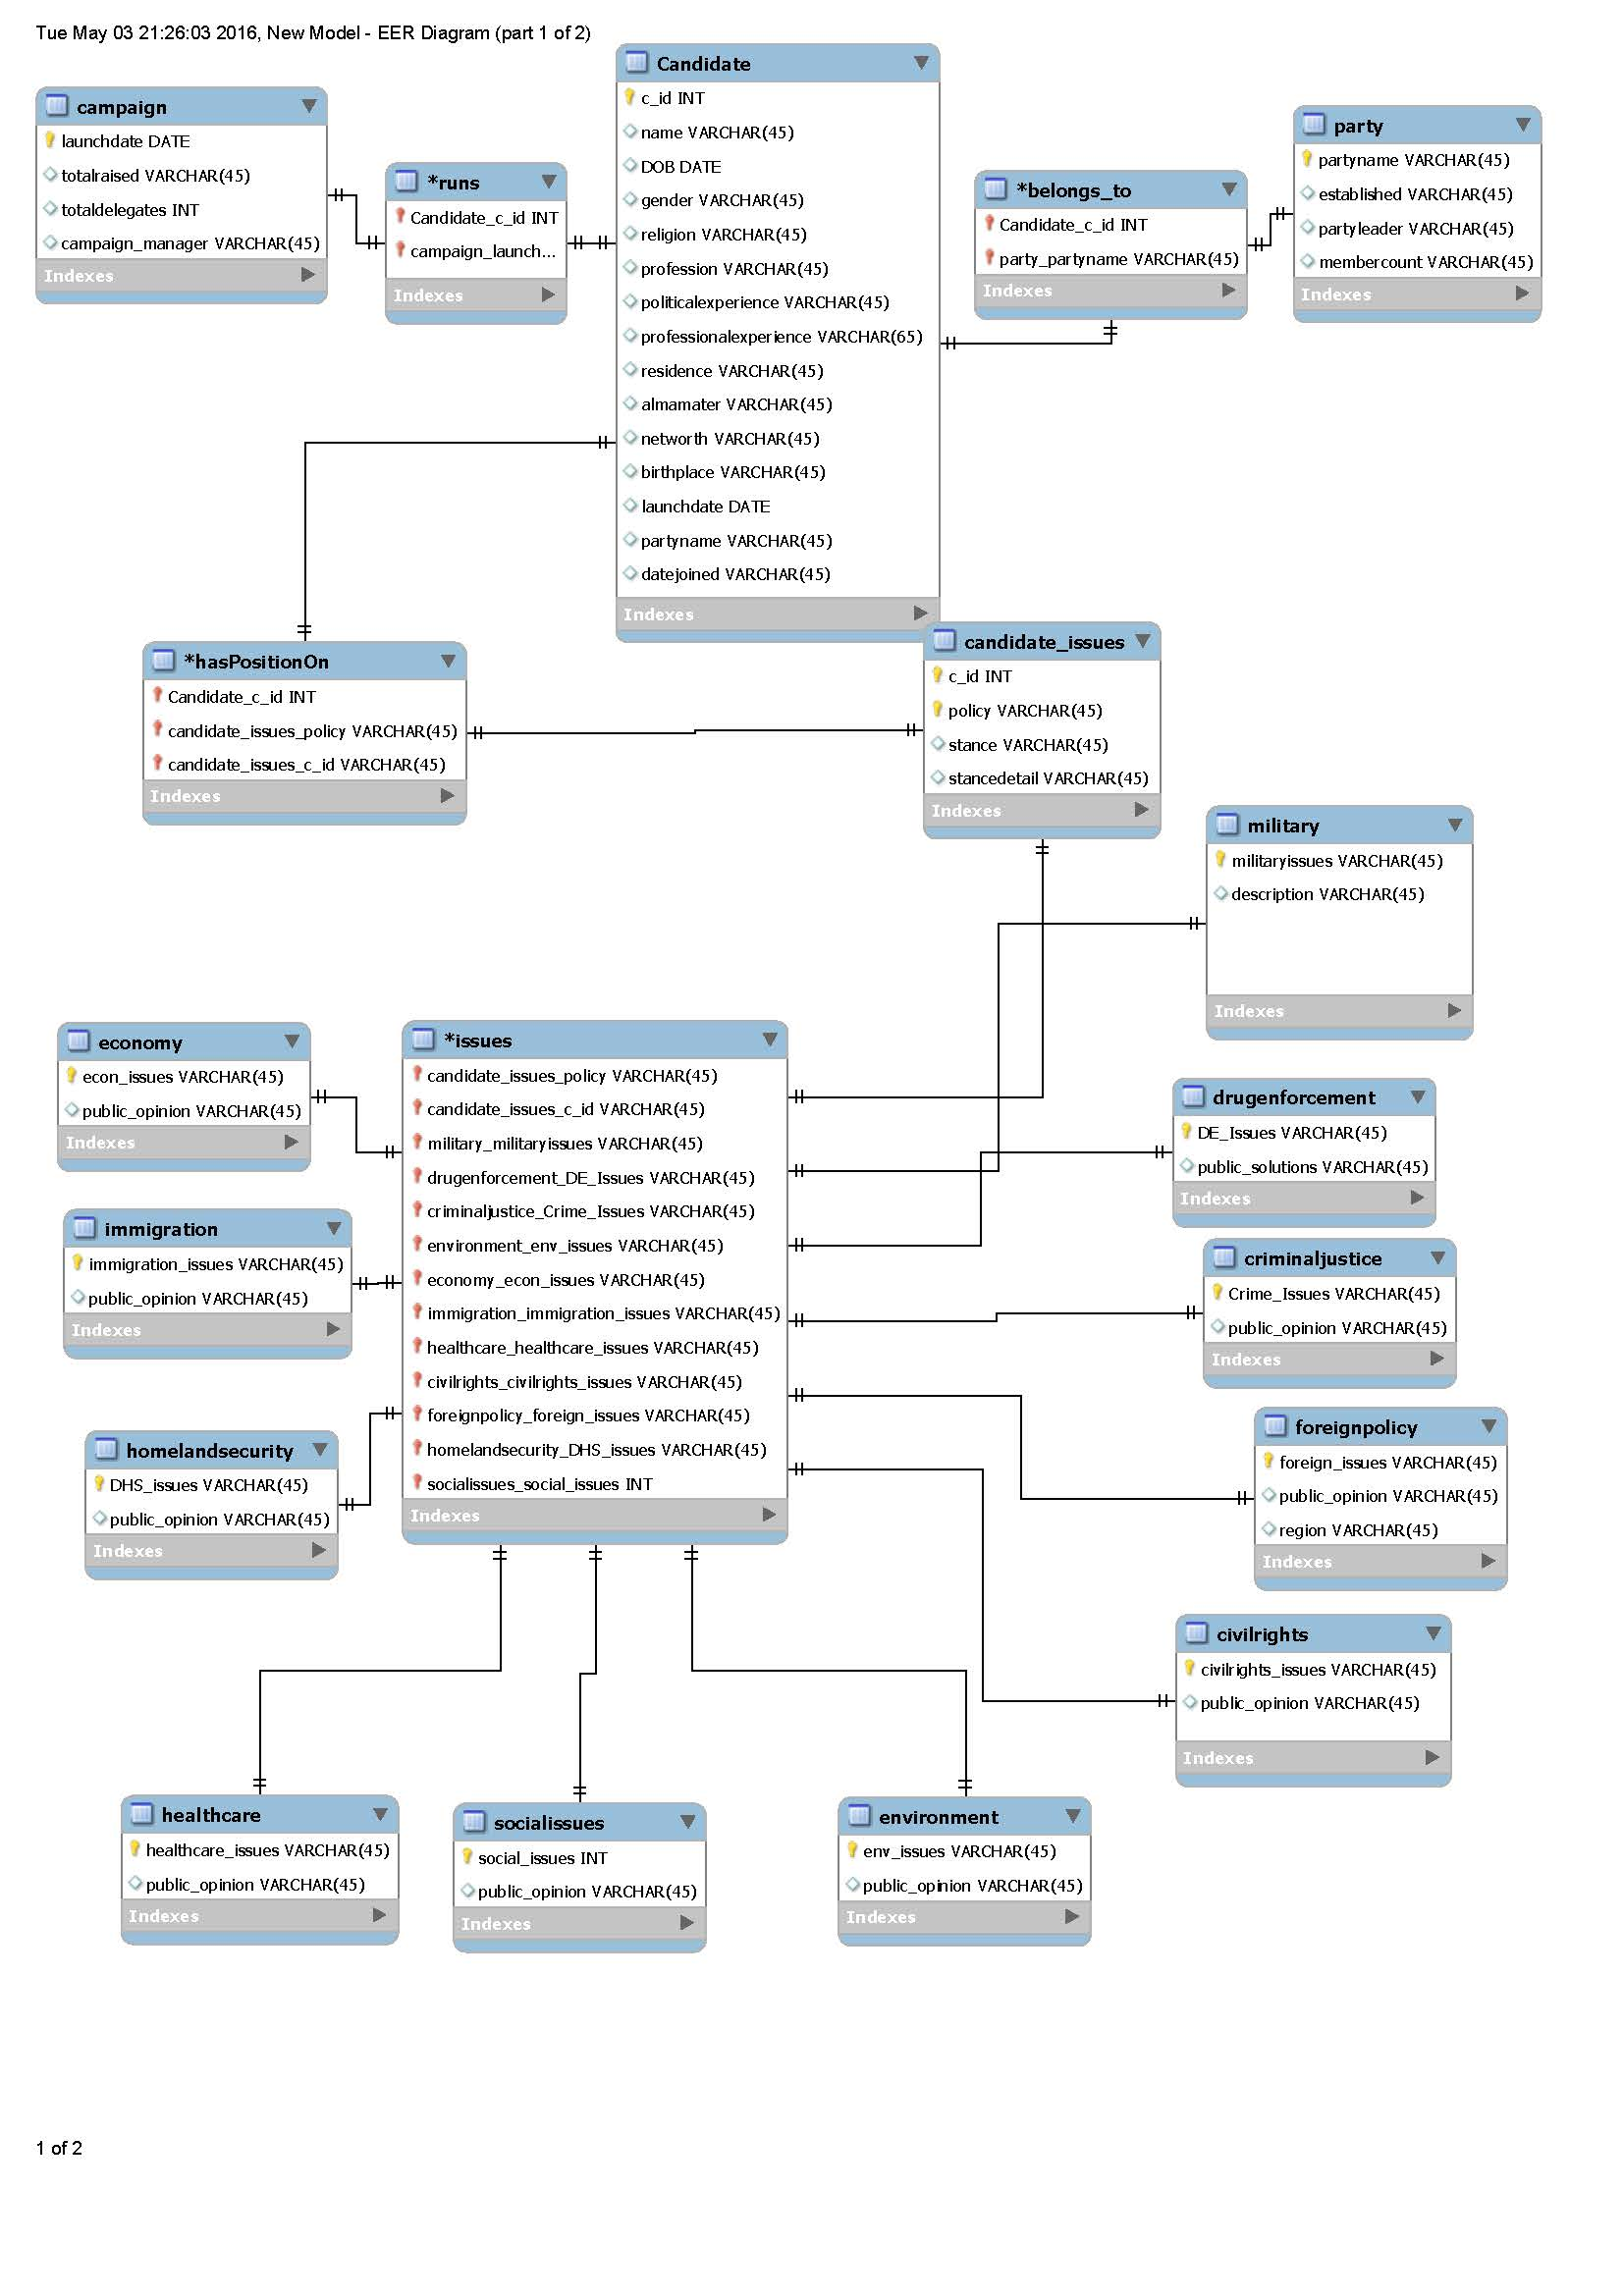 Tue May 03 21:26:03 2016, New Model - EER Diagram (part 1 of 2)
campaign
launchdate DATE
totalraised VARCHAR(45)
totaldelegates INT
campaign_manager VARCHAR(45)
Indexes
*runs
Candidate_c_id INT
campaign_launch...
Indexes
Candidate
c_id INT
name VARCHAR(45)
DOB DATE
gender VARCHAR(45)
religion VARCHAR(45)
profession VARCHAR(45)
politicalexperience VARCHAR(45)
professionalexperience VARCHAR(65)
residence VARCHAR(45)
almamater VARCHAR(45)
networth VARCHAR(45)
birthplace VARCHAR(45)
launchdate DATE
partyname VARCHAR(45)
datejoined VARCHAR(45)
Indexes
*belongs_to
Candidate_c_id INT
party_partyname VARCHAR(45)
Indexes
party
partyname VARCHAR(45)
established VARCHAR(45)
partyleader VARCHAR(45)
membercount VARCHAR(45)
Indexes
*hasPositionOn
Candidate_c_id INT
candidate_issues_policy VARCHAR(45)
candidate_issues_c_id VARCHAR(45)
Indexes
candidate_issues
c_id INT
policy VARCHAR(45)
stance VARCHAR(45)
stancedetail VARCHAR(45)
Indexes
military
militaryissues VARCHAR(45)
description VARCHAR(45)
Indexes
economy
econ_issues VARCHAR(45)
public_opinion VARCHAR(45)
Indexes
*issues
candidate_issues_policy VARCHAR(45)
candidate_issues_c_id VARCHAR(45)
military_militaryissues VARCHAR(45)
drugenforcement_DE_Issues VARCHAR(45)
criminaljustice_Crime_Issues VARCHAR(45)
environment_env_issues VARCHAR(45)
economy_econ_issues VARCHAR(45)
immigration_immigration_issues VARCHAR(45)
healthcare_healthcare_issues VARCHAR(45)
civilrights_civilrights_issues VARCHAR(45)
foreignpolicy_foreign_issues VARCHAR(45)
homelandsecurity_DHS_issues VARCHAR(45)
socialissues_social_issues INT
Indexes
drugenforcement
DE_Issues VARCHAR(45)
public_solutions VARCHAR(45)
Indexes
immigration
immigration_issues VARCHAR(45)
public_opinion VARCHAR(45)
Indexes
criminaljustice
Crime_Issues VARCHAR(45)
public_opinion VARCHAR(45)
Indexes
homelandsecurity
DHS_issues VARCHAR(45)
public_opinion VARCHAR(45)
Indexes
foreignpolicy
foreign_issues VARCHAR(45)
public_opinion VARCHAR(45)
region VARCHAR(45)
Indexes
civilrights
civilrights_issues VARCHAR(45)
public_opinion VARCHAR(45)
Indexes
healthcare
healthcare_issues VARCHAR(45)
public_opinion VARCHAR(45)
Indexes
socialissues
social_issues INT
public_opinion VARCHAR(45)
Indexes
environment
env_issues VARCHAR(45)
public_opinion VARCHAR(45)
Indexes
1 of 2